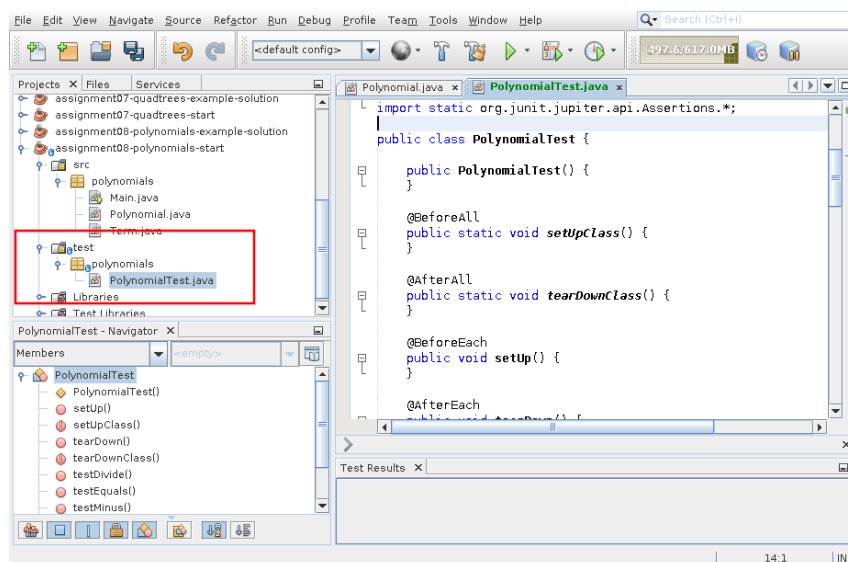 File Edit View Navigate Source Refactor Run Debug Profile Team Tools Window Help
Search (Ctrl+I)
<default config>
497.6/617.0MB
Projects Files Services
assignment07-quadtrees-example-solution
assignment07-quadtrees-start
assignment08-polynomials-example-solution
assignment08-polynomials-start
src
polynomials
Main.java
Polynomial.java
Term.java
test
polynomials
PolynomialTest.java
Libraries
Test Libraries
PolynomialTest - Navigator
Members
<empty>
PolynomialTest
PolynomialTest()
setUp()
setUpClass()
tearDown()
tearDownClass()
testDivide()
testEquals()
testMinus()
Polynomial.java PolynomialTest.java
import static org.junit.jupiter.api.Assertions.*;
public class PolynomialTest {
public PolynomialTest() {
}
@BeforeAll
public static void setUpClass() {
}
@AfterAll
public static void tearDownClass() {
}
@BeforeEach
public void setUp() {
}
@AfterEach
public void tearDown() {
Test Results
14:1
IN